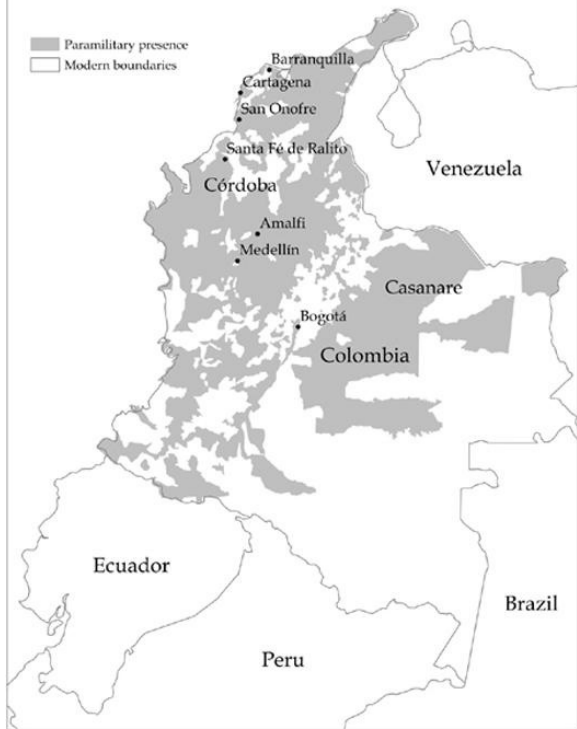 Paramilitary presence
Modern boundaries
Barranquilla
Cartagena
San Onofre
Santa Fé de Ralito
Venezuela
Córdoba
Amalfi
Medellín
Casanare
Bogotá
Colombia
Ecuador
Brazil
Peru